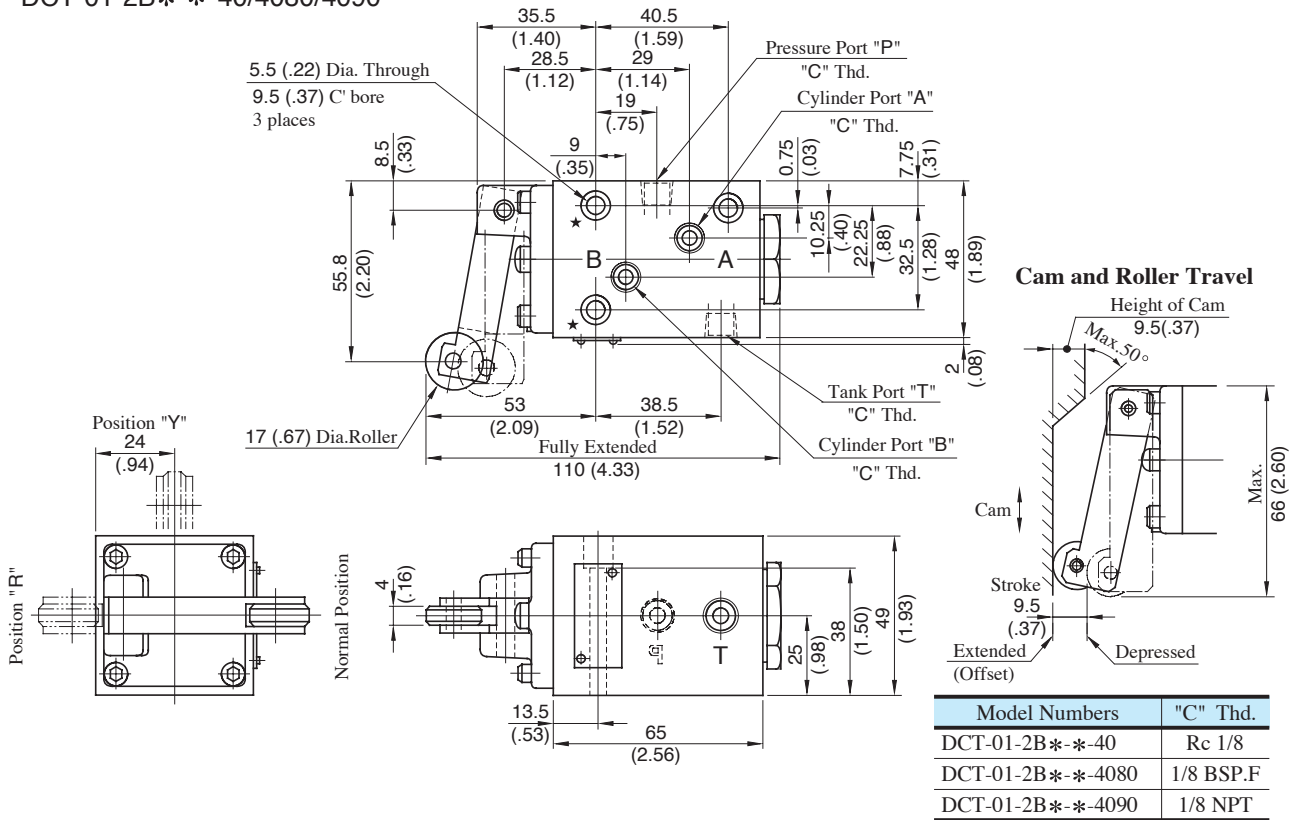 DCT-01-2B*-*-40/4080/4090
35.5
(1.40)
40.5
(1.59)
28.5
(1.12)
29
(1.14)
19
(.75)
9
(.35)
Pressure Port "P"
"C" Thd.
Cylinder Port "A"
"C" Thd.
5.5 (.22) Dia. Through
9.5 (.37) C' bore
3 places
8.5
(.33)
55.8
(2.20)
0.75
(.03)
7.75
(.31)
10.25
(.40)
22.25
(.88)
32.5
(1.28)
48
(1.89)
2
(.08)
★
B
A
★
17 (.67) Dia.Roller
53
(2.09)
38.5
(1.52)
Fully Extended
110 (4.33)
Tank Port "T"
"C" Thd.
Cylinder Port "B"
"C" Thd.
Cam and Roller Travel
Height of Cam
9.5(.37)
Max.50°
Cam
Max.
66 (2.60)
Stroke
9.5
(.37)
Extended
(Offset)
Depressed
Position "Y"
24
(.94)
Position "R"
Normal Position
4
(.16)
P
T
25
(.98)
38
(1.50)
49
(1.93)
13.5
(.53)
65
(2.56)
Model Numbers "C" Thd.
DCT-01-2B*-*-40 Rc 1/8
DCT-01-2B*-*-4080 1/8 BSP.F
DCT-01-2B*-*-4090 1/8 NPT